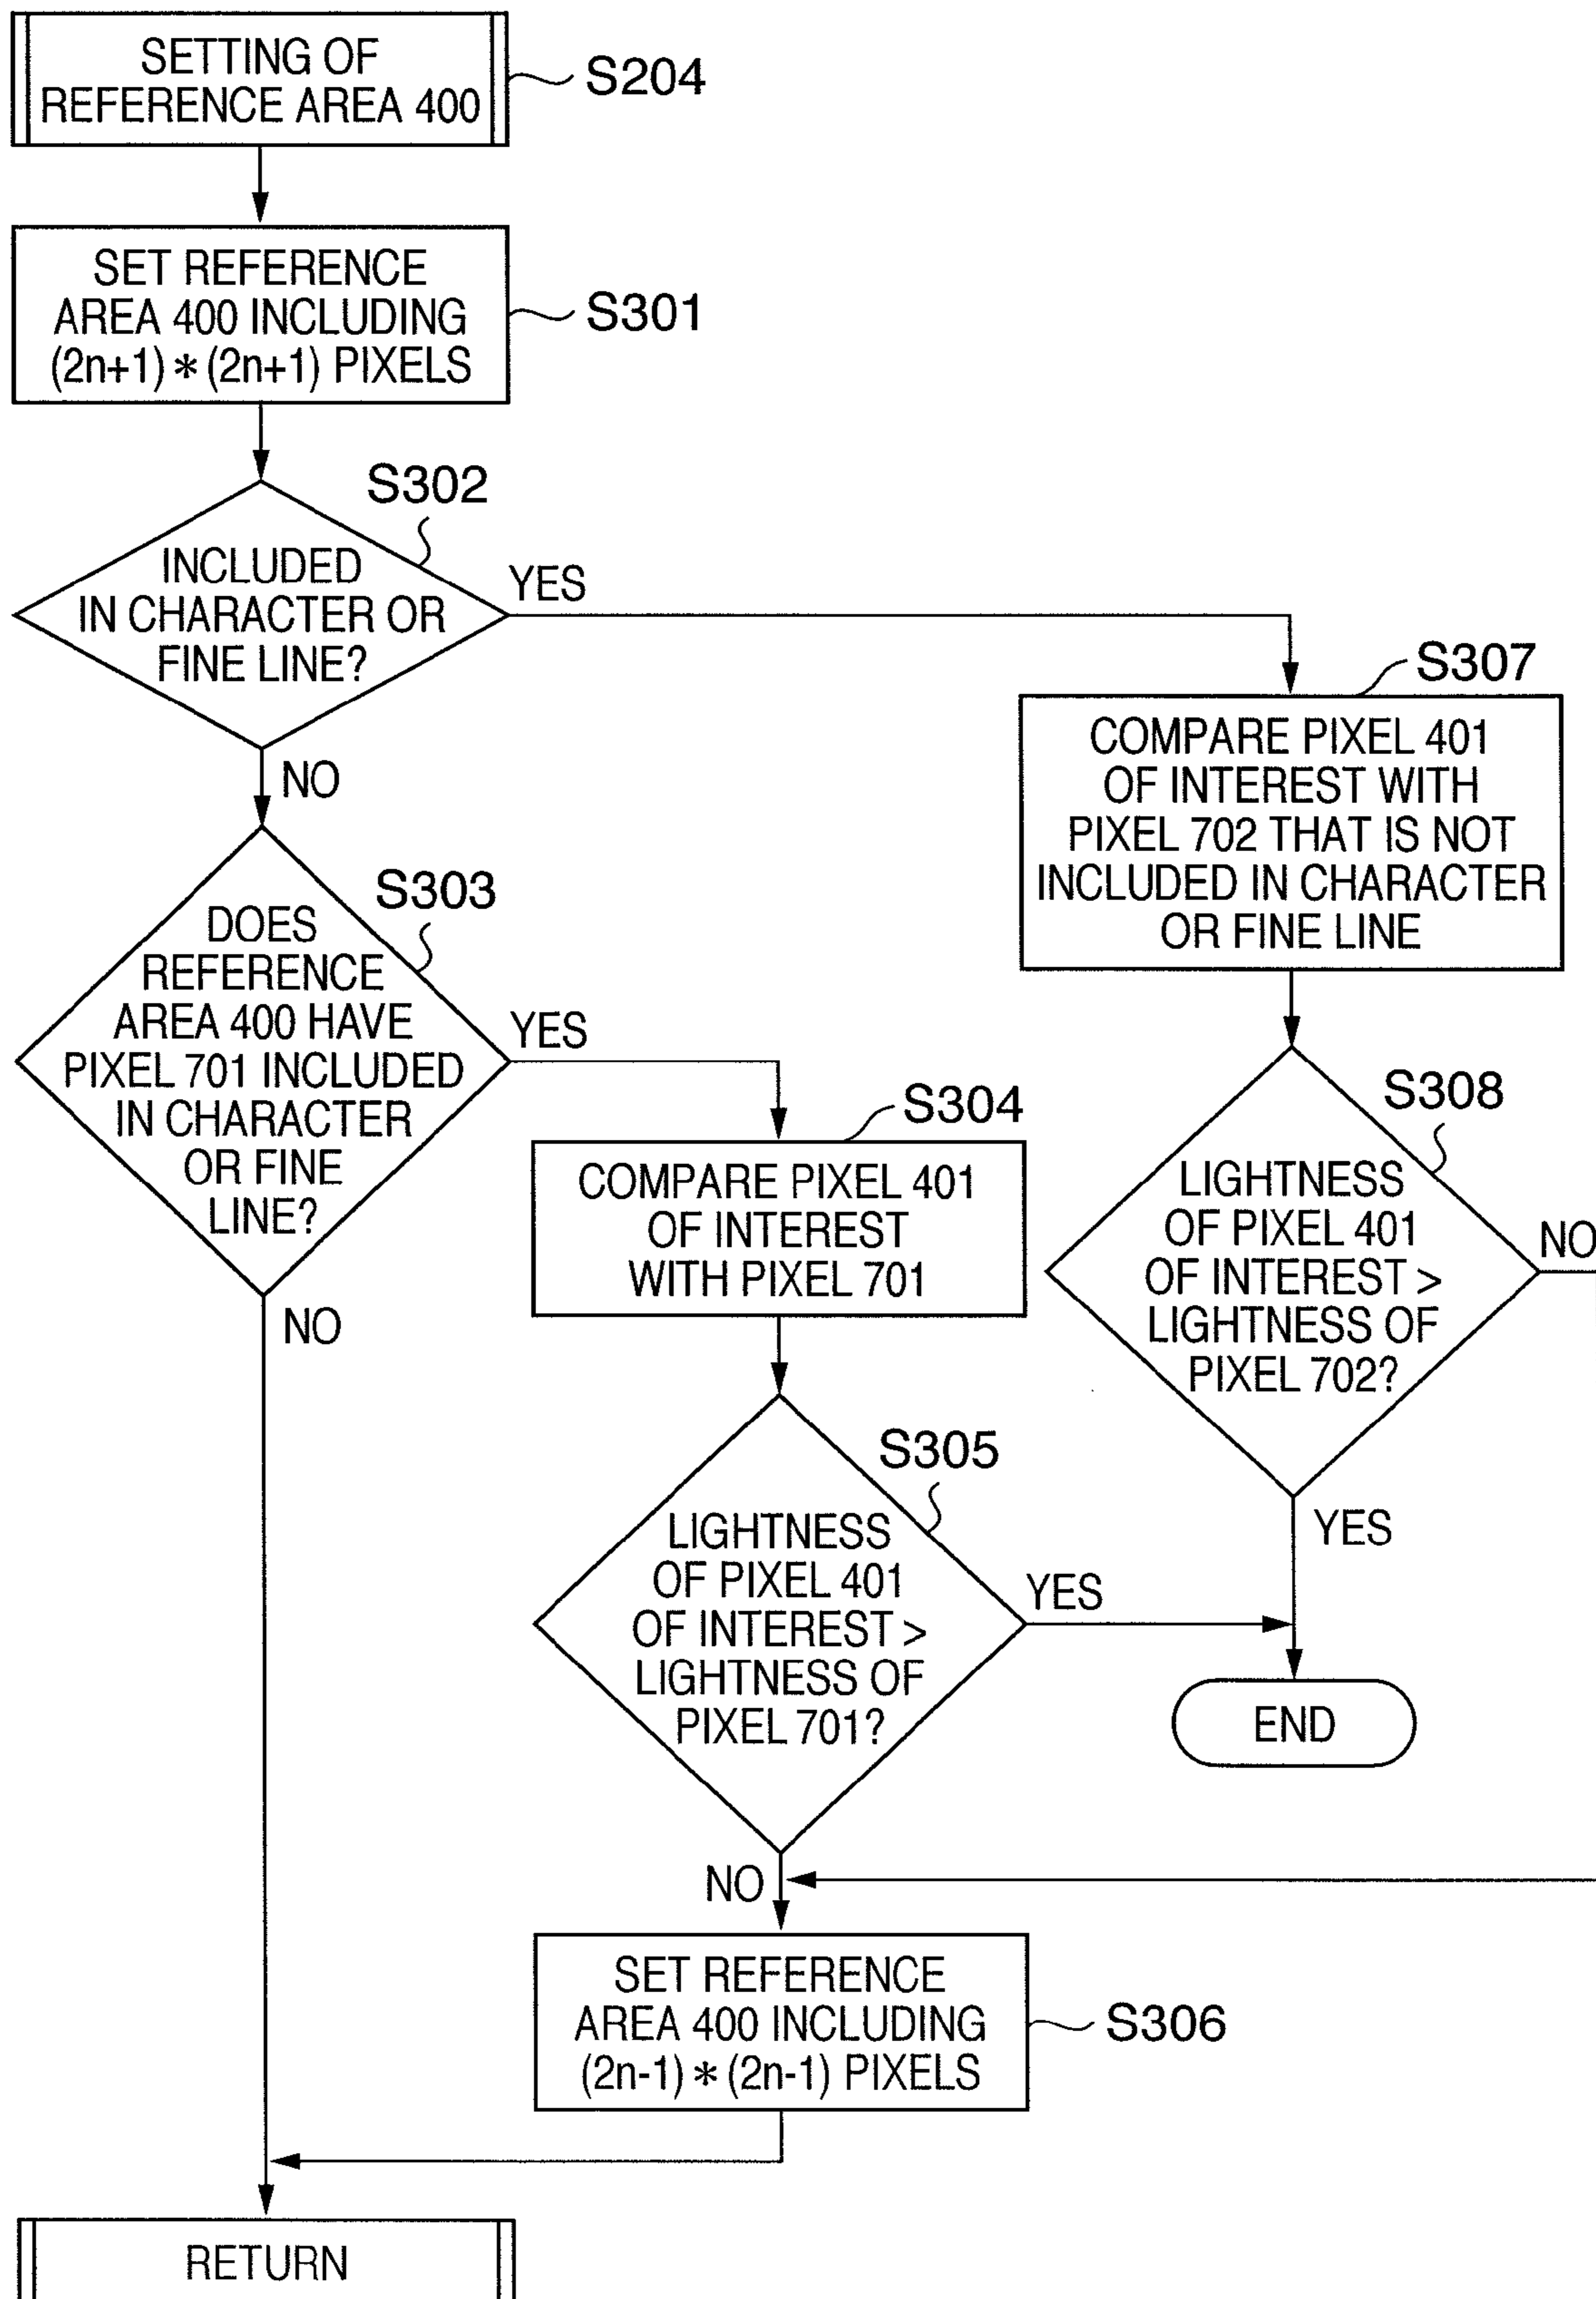 SETTING OF
REFERENCE AREA 400
S204
SET REFERENCE
AREA 400 INCLUDING
(2n+1) * (2n+1) PIXELS
S301
S302
INCLUDED
IN CHARACTER OR
FINE LINE?
YES
NO
S307
COMPARE PIXEL 401
OF INTEREST WITH
PIXEL 702 THAT IS NOT
INCLUDED IN CHARACTER
OR FINE LINE
S303
DOES
REFERENCE
AREA 400 HAVE
PIXEL 701 INCLUDED
IN CHARACTER
OR FINE
LINE?
YES
NO
S304
COMPARE PIXEL 401
OF INTEREST
WITH PIXEL 701
S308
LIGHTNESS
OF PIXEL 401
OF INTEREST >
LIGHTNESS OF
PIXEL 702?
NO
YES
S305
LIGHTNESS
OF PIXEL 401
OF INTEREST >
LIGHTNESS OF
PIXEL 701?
YES
END
NO
SET REFERENCE
AREA 400 INCLUDING
(2n-1) * (2n-1) PIXELS
S306
RETURN